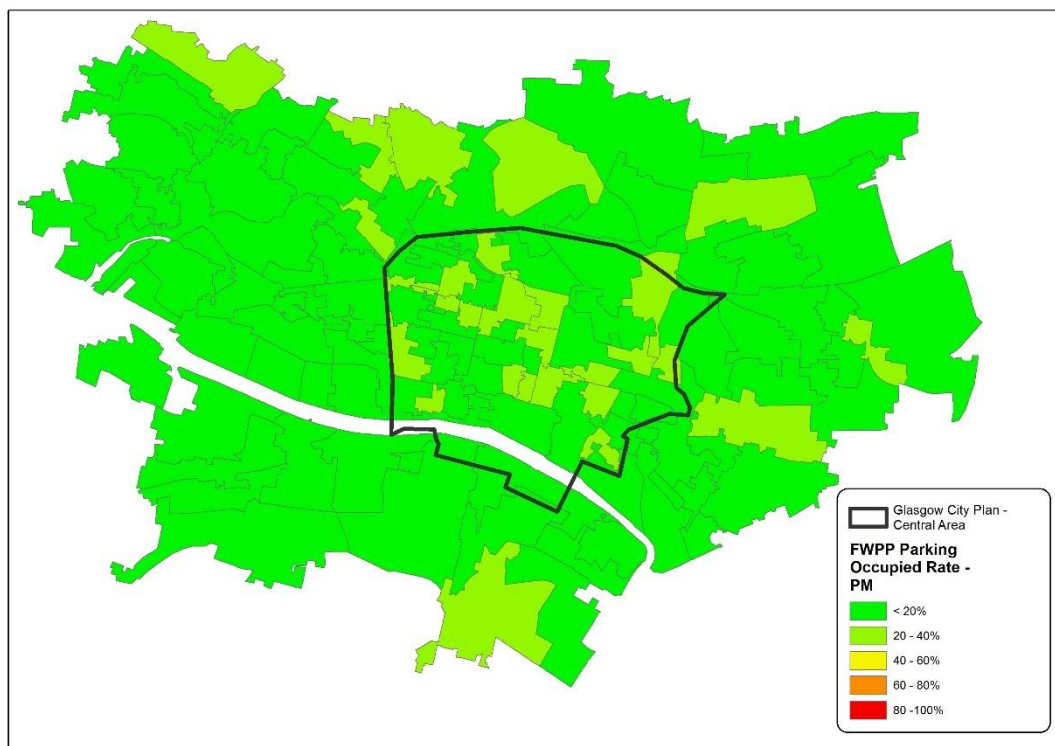 Glasgow City Plan -
Central Area
FWPP Parking
Occupied Rate -
PM
< 20%
20 - 40%
40 - 60%
60 - 80%
80 -100%